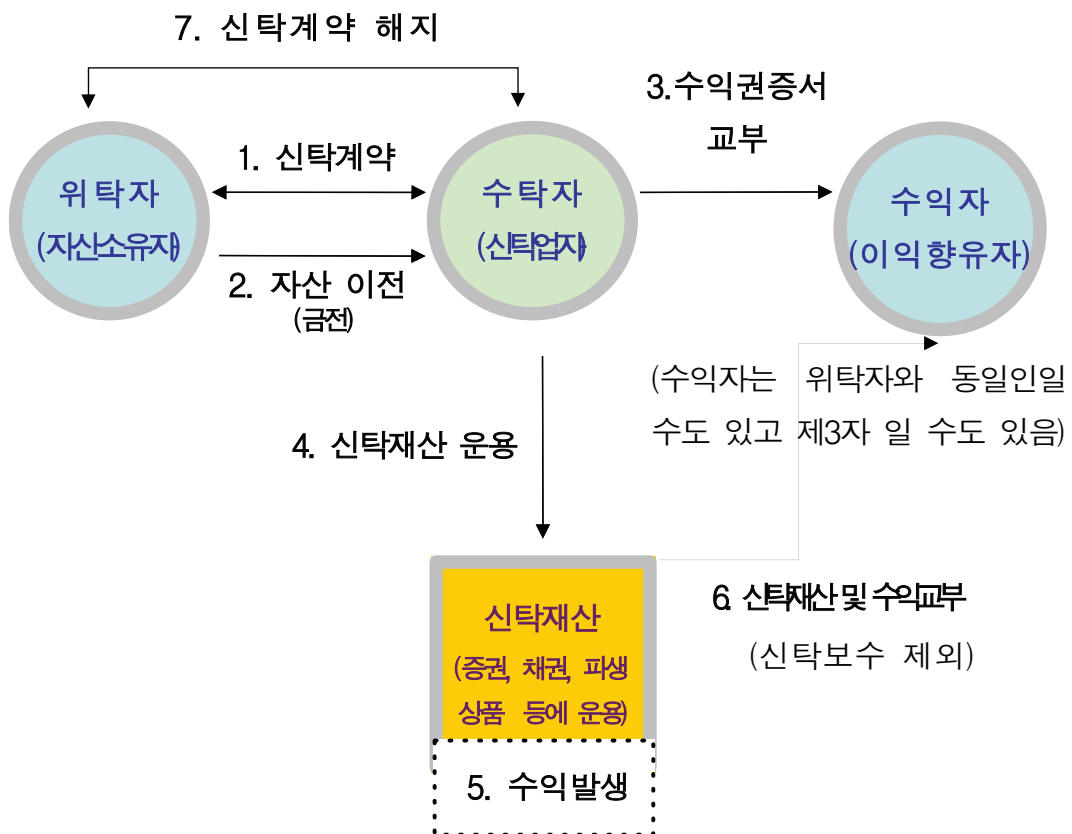 7. 신탁계약 해지
3.수익권증서
교부
1. 신탁계약
위탁자
(자산소유자)
수탁자
(신탁업자)
수익자
(이익향유자)
2. 자산 이전
(금전)
(수익자는 위탁자와 동일인일
수도 있고 제3자 일 수도 있음)
4. 신탁재산 운용
신탁재산
(증권, 채권, 파생
상품 등에 운용)
6. 신탁재산 및 수익교부
(신탁보수 제외)
5. 수익발생